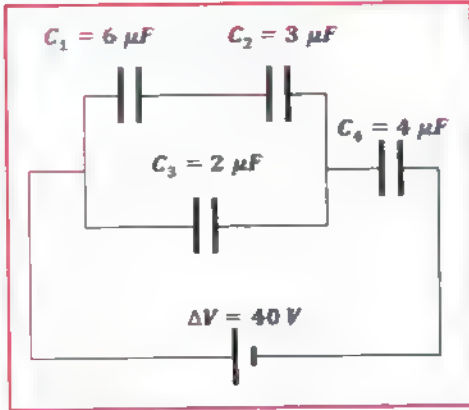 C₁ = 6 μF C₂ = 3 μF
C₄ = 4 μF
C₃ = 2 μF
ΔV = 40 V